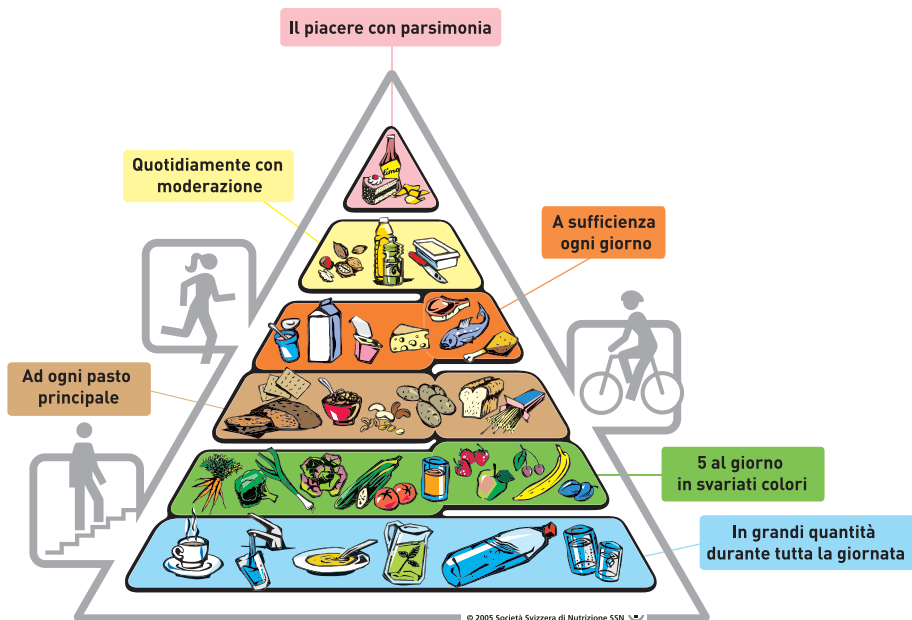 Il piacere con parsimonia
Quotidiamente con
moderazione
limo
A sufficienza
ogni giorno
Ad ogni pasto
principale
5 al giorno
in svariati colori
In grandi quantità
durante tutta la giornata
© 2005 Società Svizzera di Nutrizione SSN